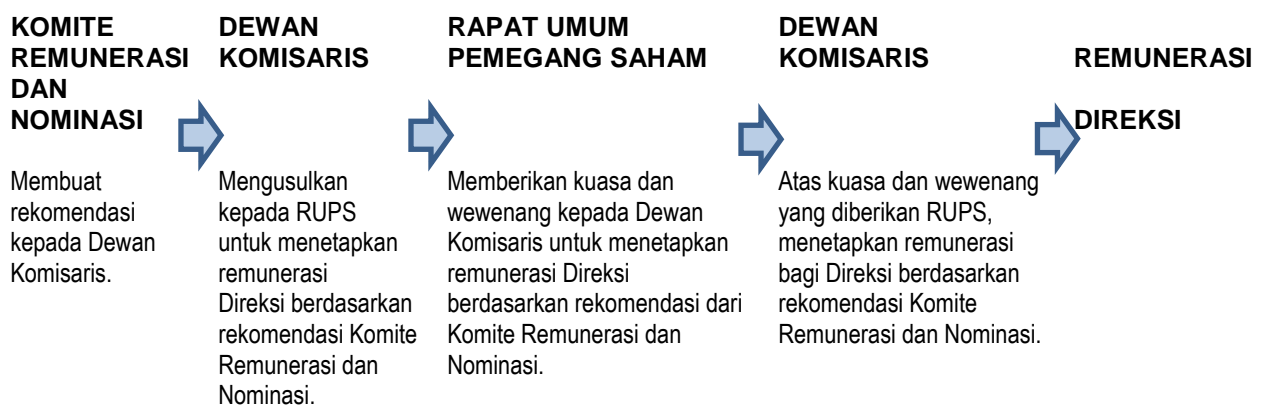 KOMITE
REMUNERASI
DAN
NOMINASI
Membuat
rekomendasi
kepada Dewan
Komisaris.
DEWAN
KOMISARIS
Mengusulkan
kepada RUPS
untuk menetapkan
remunerasi
Direksi berdasarkan
rekomendasi Komite
Remunerasi dan
Nominasi.
RAPAT UMUM
PEMEGANG SAHAM
Memberikan kuasa dan
wewenang kepada Dewan
Komisaris untuk menetapkan
remunerasi Direksi
berdasarkan rekomendasi dari
Komite Remunerasi dan
Nominasi.
DEWAN
KOMISARIS
Atas kuasa dan wewenang
yang diberikan RUPS,
menetapkan remunerasi
bagi Direksi berdasarkan
rekomendasi Komite
Remunerasi dan Nominasi.
REMUNERASI
DIREKSI